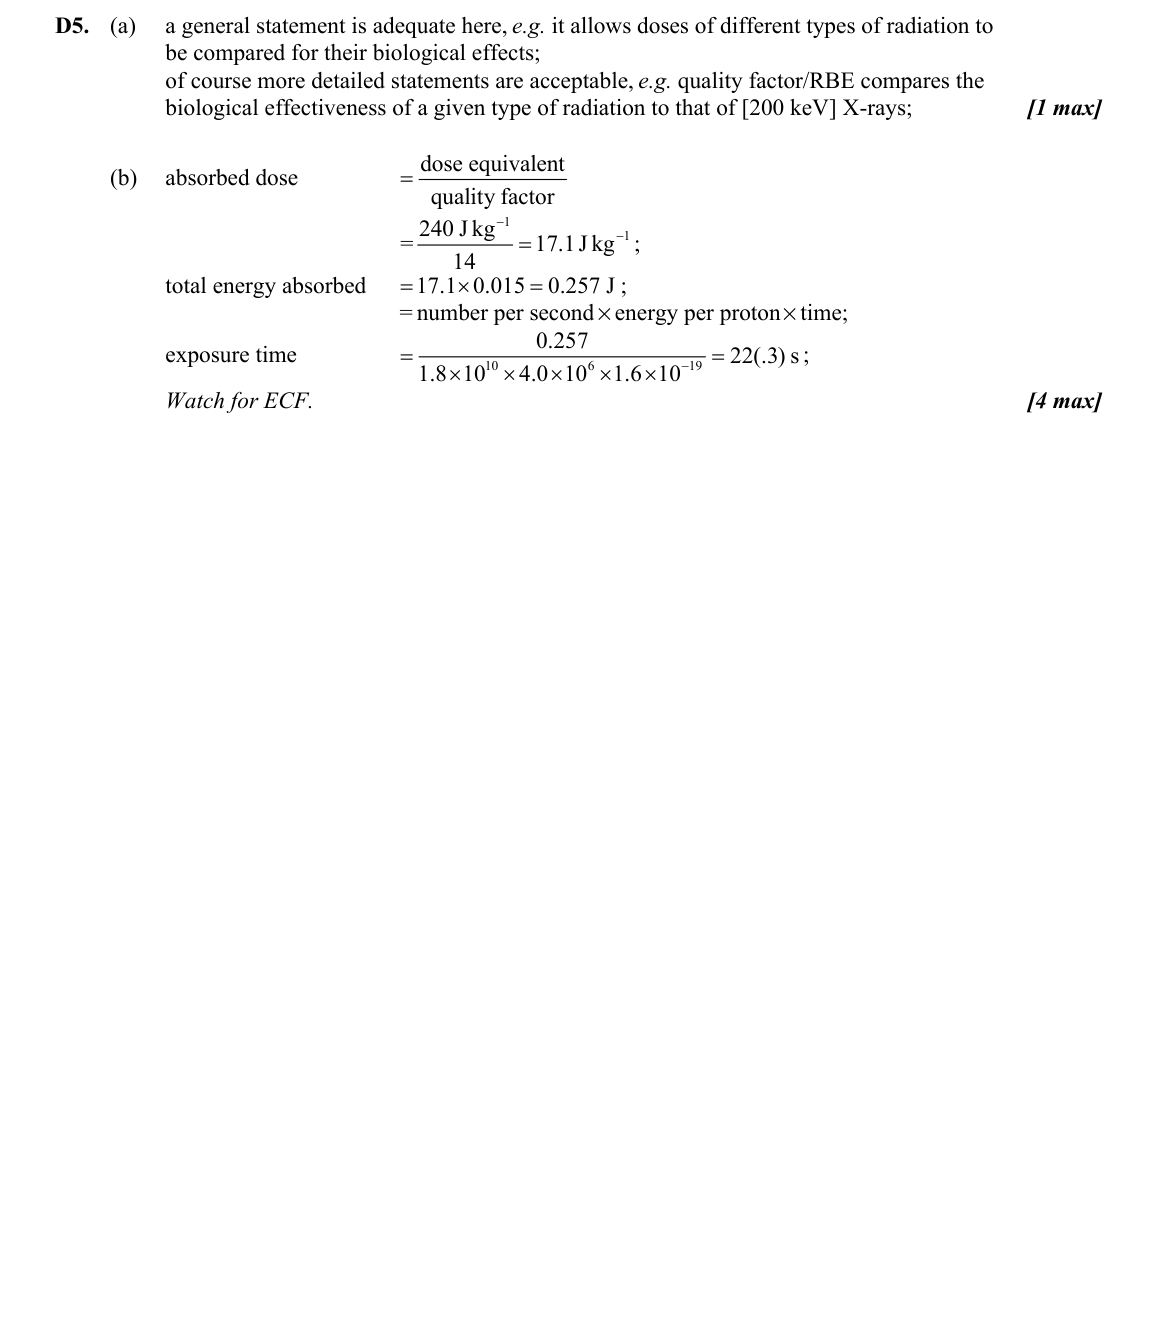 D5. (a) a general statement is adequate here, e.g. it allows doses of different types of radiation to
be compared for their biological effects;
of course more detailed statements are acceptable, e.g. quality factor/RBE compares the
biological effectiveness of a given type of radiation to that of [200 keV] X-rays; [1 max]
(b) absorbed dose = dose equivalent / quality factor
= 240 J kg⁻¹ / 14 = 17.1 J kg⁻¹ ;
total energy absorbed = 17.1 × 0.015 = 0.257 J ;
= number per second × energy per proton × time;
exposure time = 0.257 / 1.8×10¹⁰ × 4.0×10⁶ × 1.6×10⁻¹⁹ = 22(.3) s ;
Watch for ECF. [4 max]